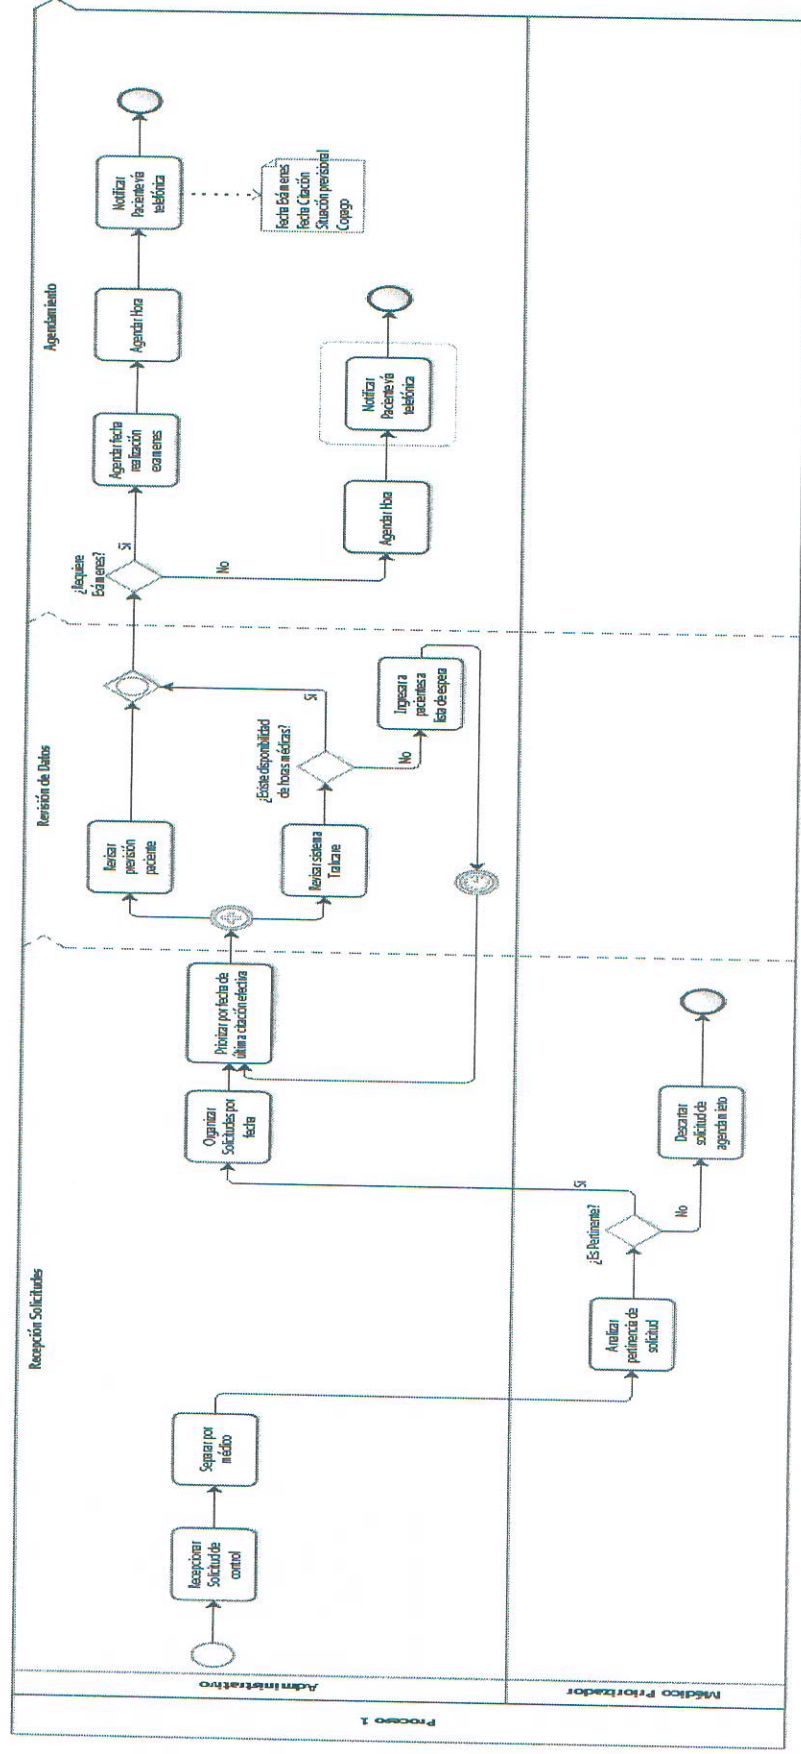 Proceso 1
Administrativo
Médico Priorizador
Recepción Solicitudes
Recepcionar
Solicitud de
control
Separar por
médico
Analizar
pertinencia de
solicitud
¿Es Pertinente?
Si
No
Descartar
solicitud de
agendamieto
Organizar
Solicitudes por
fecha
Priorizar por fecha de
última citación efectiva
Revisión de Datos
Revisar
previsión
paciente
Revisar sistema
Trakcare
¿Existe disponibilidad
de horas médicas?
Si
No
Ingresar a
pacientes a
lista de espera
Agendamiento
¿Requiere
Exámenes?
Si
No
Agendar fecha
realización
exámenes
Agendar Hora
Notificar
Paciente vía
telefónica
Fecha Exámenes
Fecha Citación
Situación previsional
Copago
Agendar Hora
Notificar
Paciente vía
telefónica